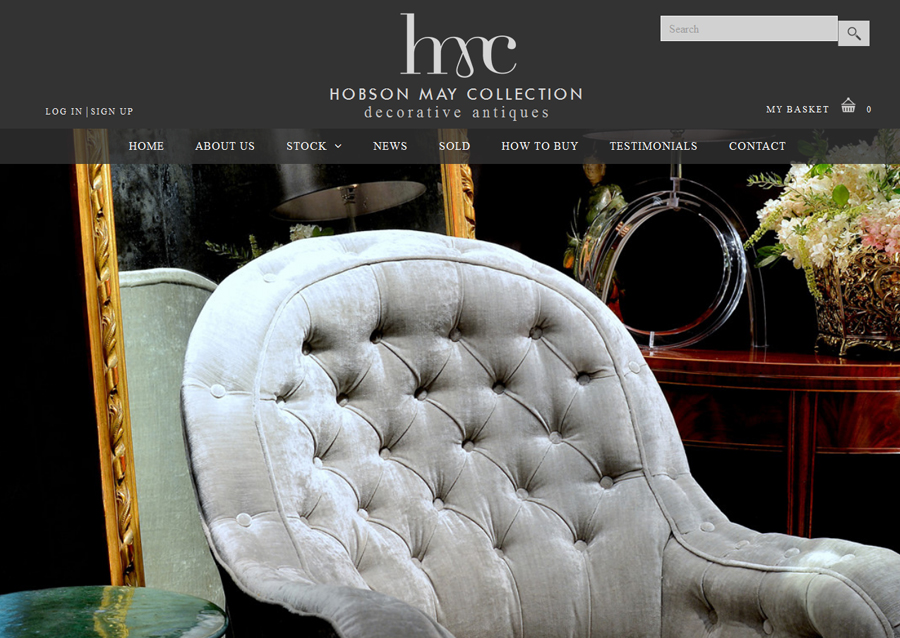 hmc
HOBSON MAY COLLECTION
decorative antiques
Search
LOG IN | SIGN UP
MY BASKET 0
HOME ABOUT US STOCK NEWS SOLD HOW TO BUY TESTIMONIALS CONTACT